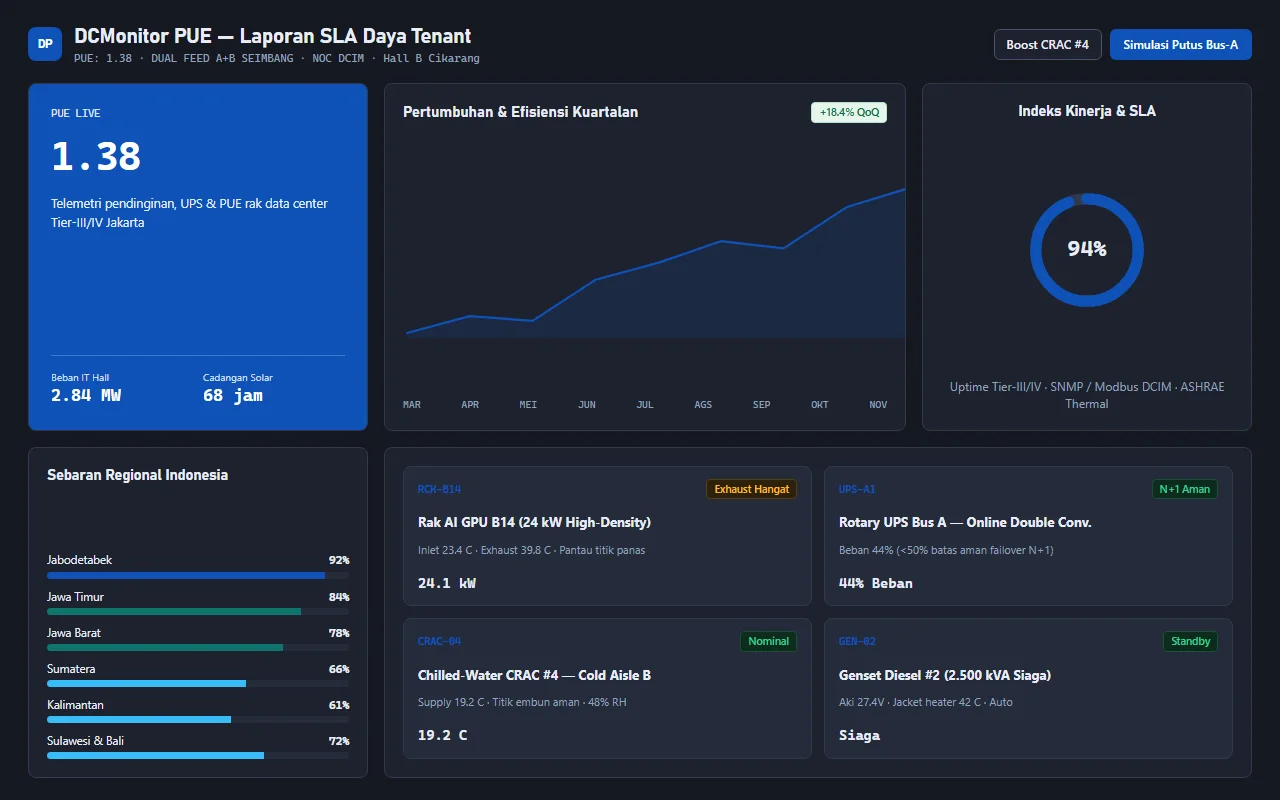 DP
DCMonitor PUE — Laporan SLA Daya Tenant
PUE: 1.38 · DUAL FEED A+B SEIMBANG · NOC DCIM · Hall B Cikarang
Boost CRAC #4
Simulasi Putus Bus-A
PUE LIVE
1.38
Telemetri pendinginan, UPS & PUE rak data center
Tier-III/IV Jakarta
Beban IT Hall
2.84 MW
Cadangan Solar
68 jam
Pertumbuhan & Efisiensi Kuartalan
+18.4% QoQ
MAR APR MEI JUN JUL AGS SEP OKT NOV
Indeks Kinerja & SLA
94%
Uptime Tier-III/IV · SNMP / Modbus DCIM · ASHRAE
Thermal
Sebaran Regional Indonesia
Jabodetabek 92%
Jawa Timur 84%
Jawa Barat 78%
Sumatera 66%
Kalimantan 61%
Sulawesi & Bali 72%
RCK-B14
Exhaust Hangat
Rak AI GPU B14 (24 kW High-Density)
Inlet 23.4 C · Exhaust 39.8 C · Pantau titik panas
24.1 kW
UPS-A1
N+1 Aman
Rotary UPS Bus A — Online Double Conv.
Beban 44% (<50% batas aman failover N+1)
44% Beban
CRAC-04
Nominal
Chilled-Water CRAC #4 — Cold Aisle B
Supply 19.2 C · Titik embun aman · 48% RH
19.2 C
GEN-02
Standby
Genset Diesel #2 (2.500 kVA Siaga)
Aki 27.4V · Jacket heater 42 C · Auto
Siaga